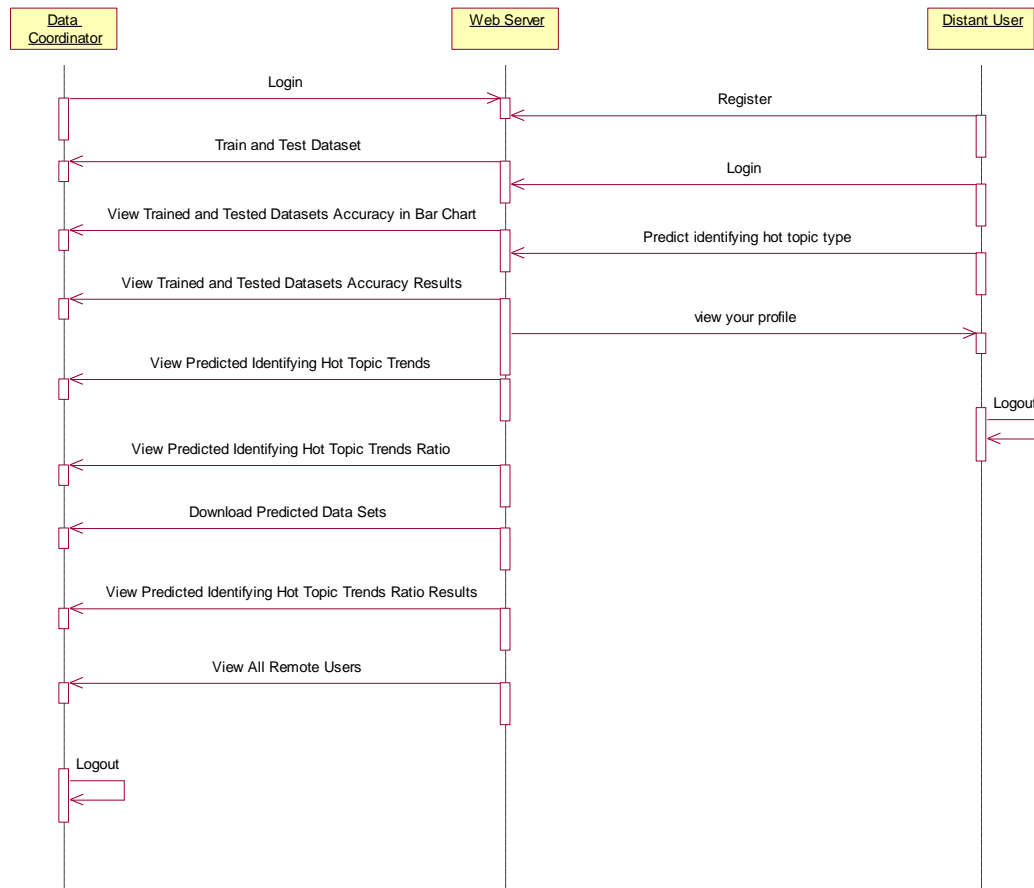 Data
Coordinator
Web Server
Distant User
Login
Register
Train and Test Dataset
Login
View Trained and Tested Datasets Accuracy in Bar Chart
Predict identifying hot topic type
View Trained and Tested Datasets Accuracy Results
view your profile
View Predicted Identifying Hot Topic Trends
Logout
View Predicted Identifying Hot Topic Trends Ratio
Download Predicted Data Sets
View Predicted Identifying Hot Topic Trends Ratio Results
View All Remote Users
Logout